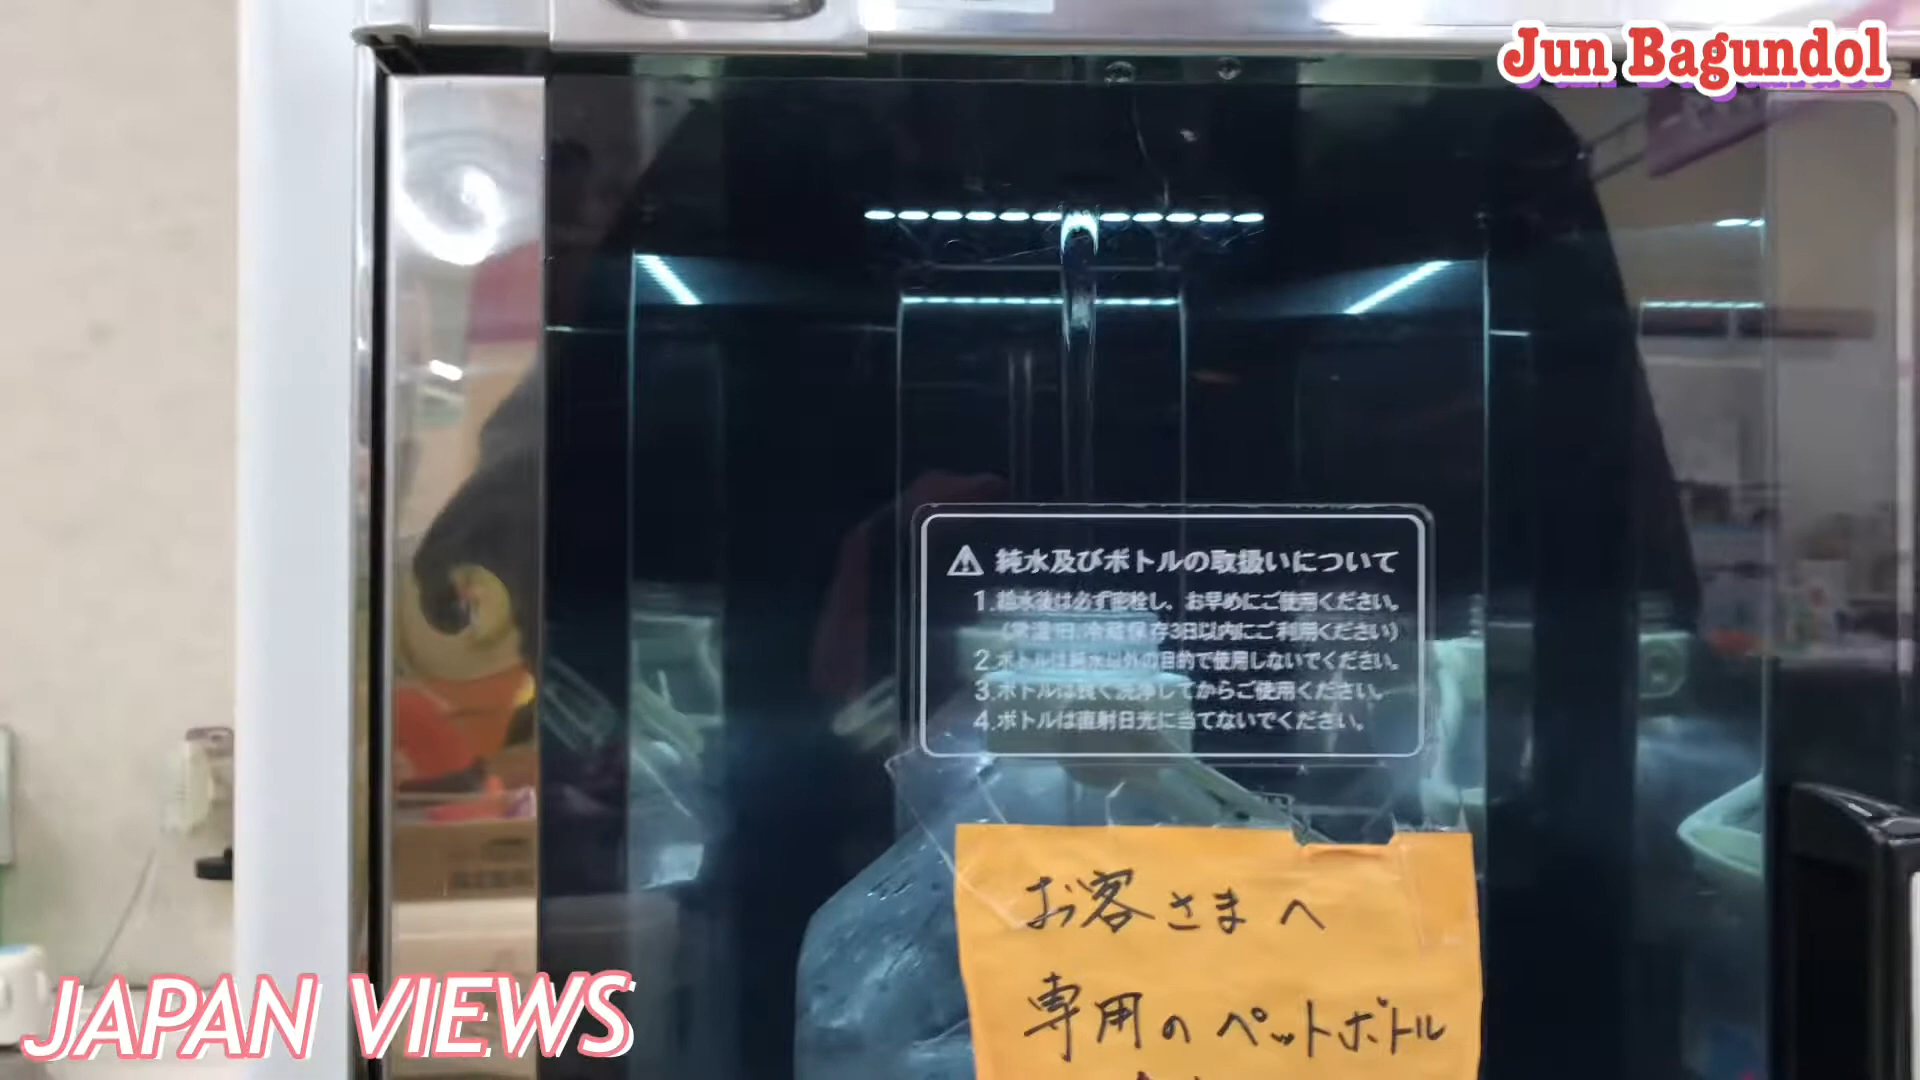 Jun Bagundol
⚠ 純水及びボトルの取扱いについて
1.給水後は必ず密栓し、お早めにご使用ください。
(常温1日、冷蔵保存3日以内にご利用ください)
2.ボトルは純水以外の目的で使用しないでください。
3.ボトルは良く洗浄してからご使用ください。
4.ボトルは直射日光に当てないでください。
お客さまへ
専用のペットボトル
JAPAN VIEWS